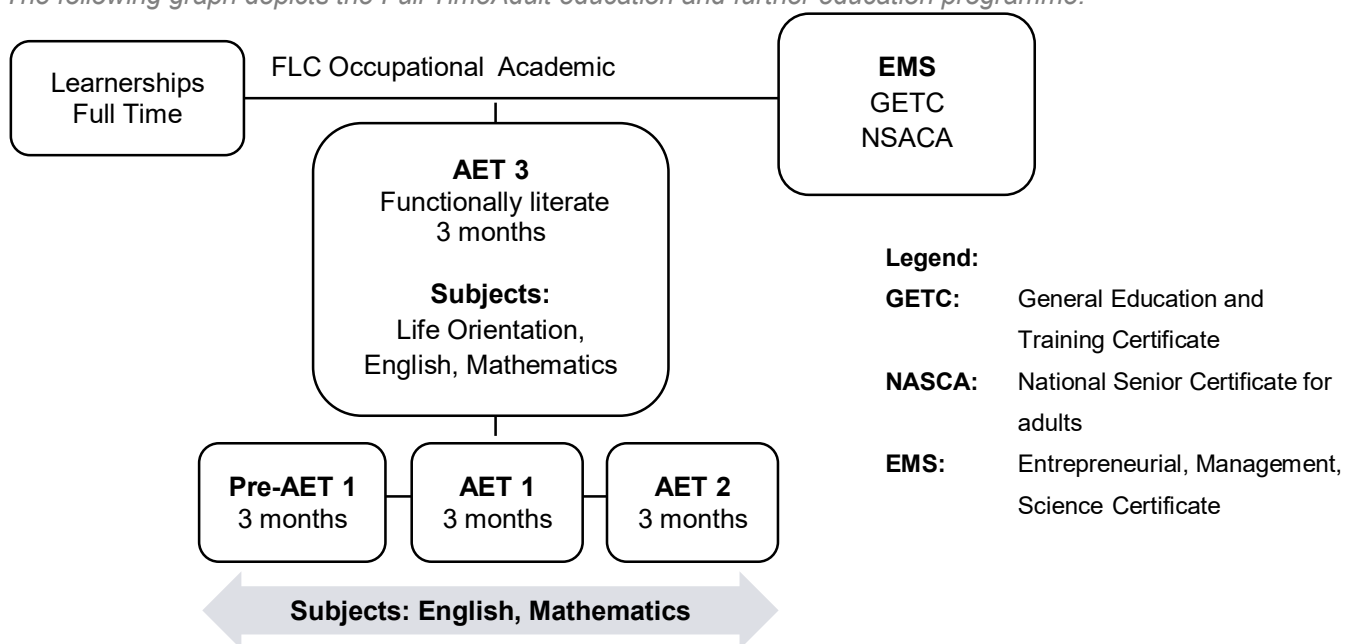 The following graph depicts the Full TimeAdult education and further education programme:
Learnerships
Full Time
FLC Occupational Academic
EMS
GETC
NSACA
AET 3
Functionally literate
3 months
Subjects:
Life Orientation,
English, Mathematics
Legend:
GETC: General Education and
Training Certificate
NASCA: National Senior Certificate for
adults
EMS: Entrepreneurial, Management,
Science Certificate
Pre-AET 1
3 months
AET 1
3 months
AET 2
3 months
Subjects: English, Mathematics